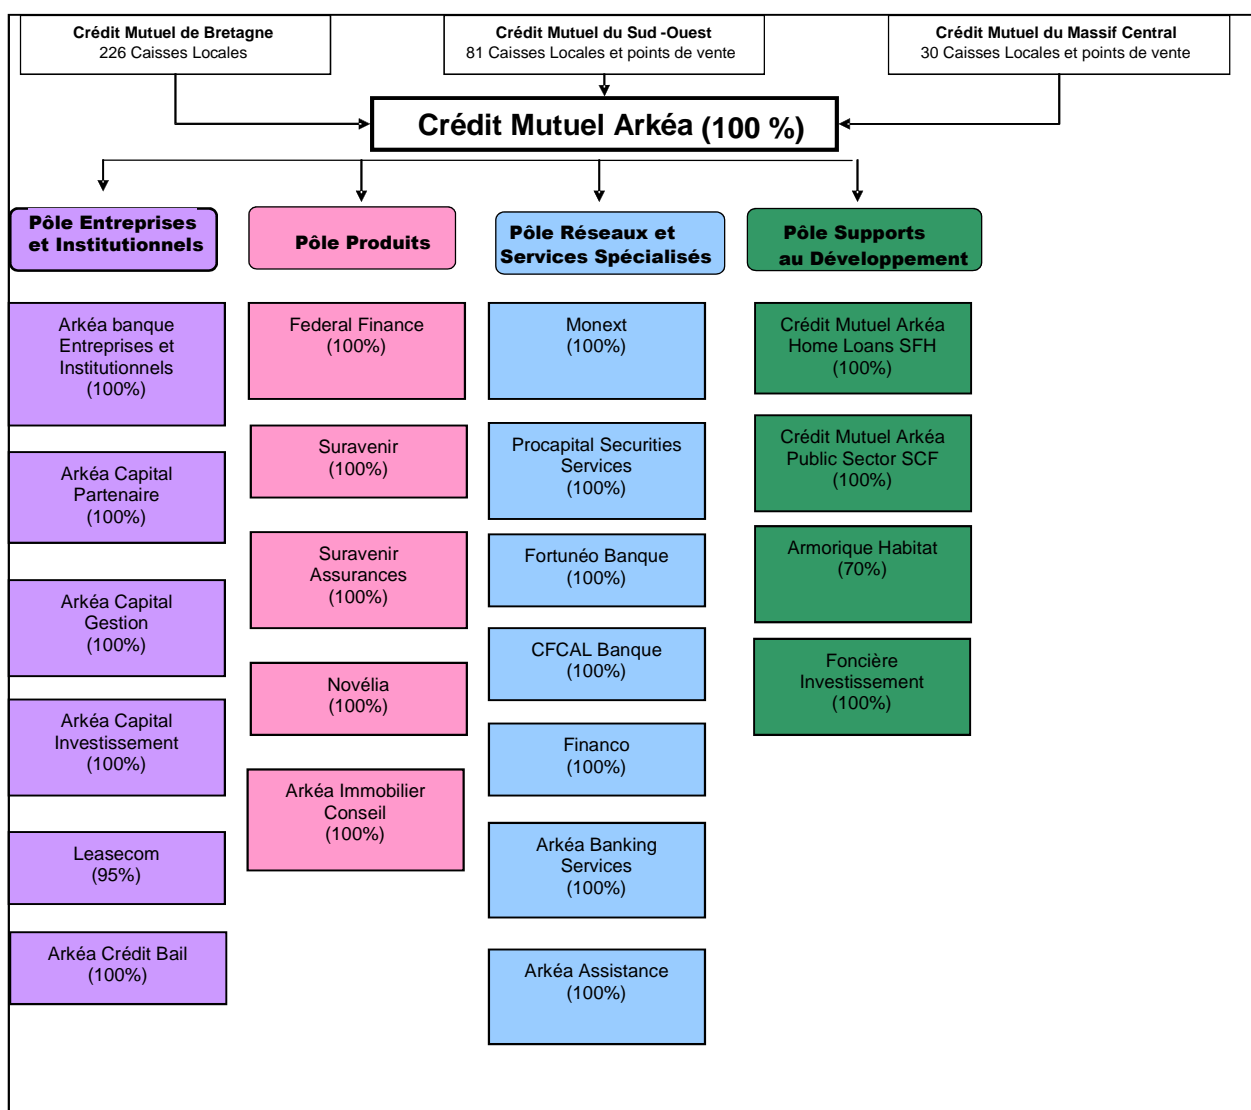 Crédit Mutuel de Bretagne
226 Caisses Locales
Crédit Mutuel du Sud -Ouest
81 Caisses Locales et points de vente
Crédit Mutuel du Massif Central
30 Caisses Locales et points de vente
Crédit Mutuel Arkéa (100 %)
Pôle Entreprises
et Institutionnels
Pôle Produits
Pôle Réseaux et
Services Spécialisés
Pôle Supports
au Développement
Arkéa banque
Entreprises et
Institutionnels
(100%)
Arkéa Capital
Partenaire
(100%)
Arkéa Capital
Gestion
(100%)
Arkéa Capital
Investissement
(100%)
Leasecom
(95%)
Arkéa Crédit Bail
(100%)
Federal Finance
(100%)
Suravenir
(100%)
Suravenir
Assurances
(100%)
Novélia
(100%)
Arkéa Immobilier
Conseil
(100%)
Monext
(100%)
Procapital Securities
Services
(100%)
Fortunéo Banque
(100%)
CFCAL Banque
(100%)
Financo
(100%)
Arkéa Banking
Services
(100%)
Arkéa Assistance
(100%)
Crédit Mutuel Arkéa
Home Loans SFH
(100%)
Crédit Mutuel Arkéa
Public Sector SCF
(100%)
Armorique Habitat
(70%)
Foncière
Investissement
(100%)